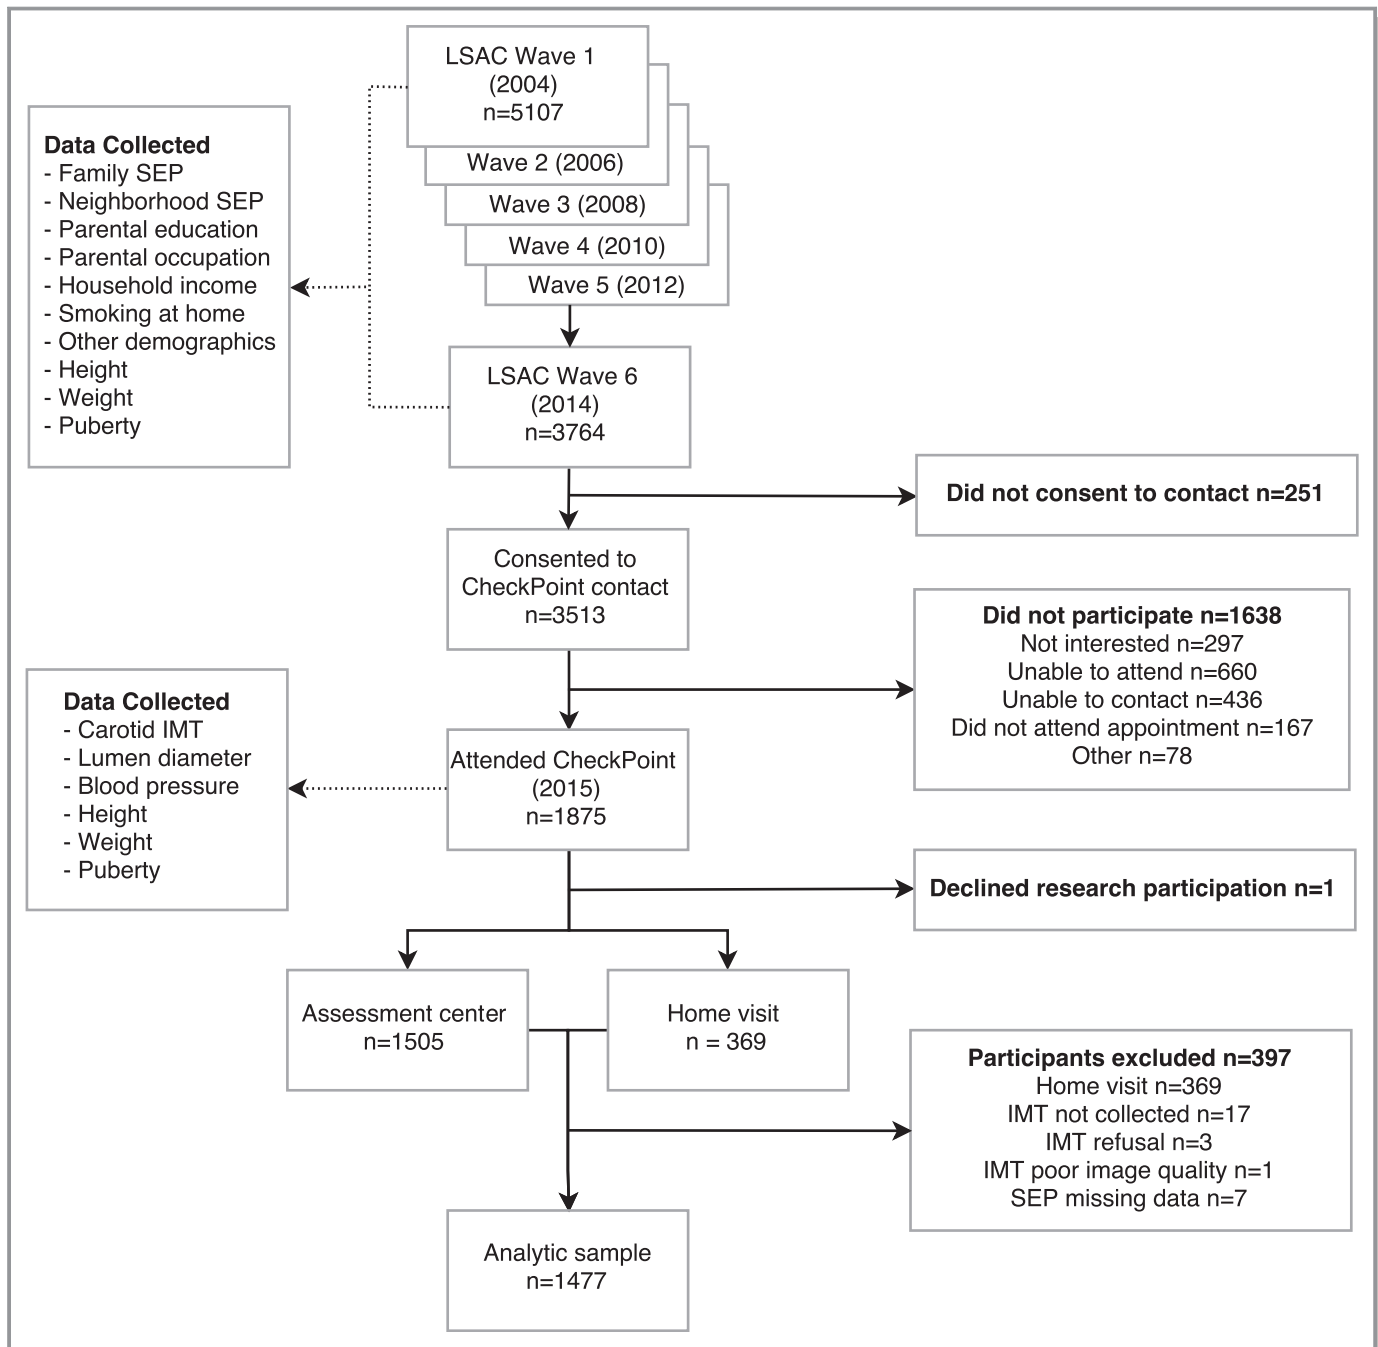 LSAC Wave 1
(2004)
n=5107
Wave 2 (2006)
Wave 3 (2008)
Wave 4 (2010)
Wave 5 (2012)
Data Collected
- Family SEP
- Neighborhood SEP
- Parental education
- Parental occupation
- Household income
- Smoking at home
- Other demographics
- Height
- Weight
- Puberty
LSAC Wave 6
(2014)
n=3764
Did not consent to contact n=251
Consented to
CheckPoint contact
n=3513
Did not participate n=1638
Not interested n=297
Unable to attend n=660
Unable to contact n=436
Did not attend appointment n=167
Other n=78
Data Collected
- Carotid IMT
- Lumen diameter
- Blood pressure
- Height
- Weight
- Puberty
Attended CheckPoint
(2015)
n=1875
Declined research participation n=1
Assessment center
n=1505
Home visit
n = 369
Participants excluded n=397
Home visit n=369
IMT not collected n=17
IMT refusal n=3
IMT poor image quality n=1
SEP missing data n=7
Analytic sample
n=1477